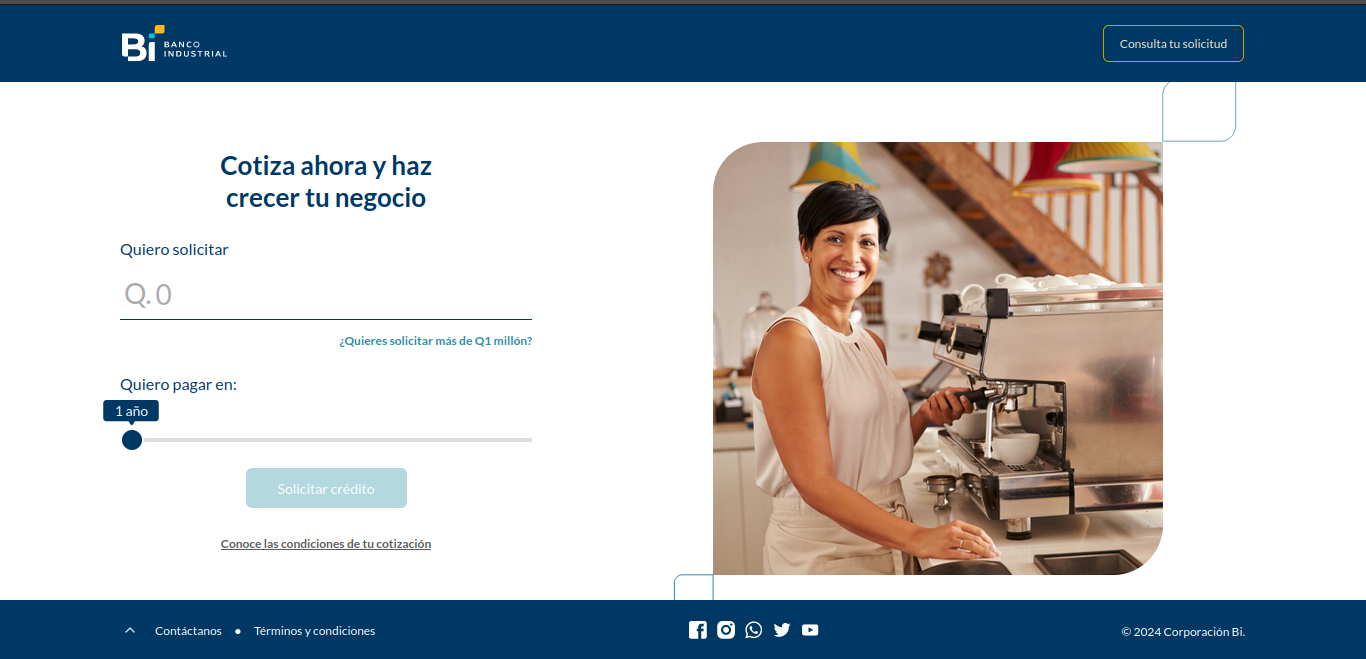 Bi BANCO
INDUSTRIAL
Consulta tu solicitud
Cotiza ahora y haz
crecer tu negocio
Quiero solicitar
Q. 0
¿Quieres solicitar más de Q1 millón?
Quiero pagar en:
1 año
Solicitar crédito
Conoce las condiciones de tu cotización
Contáctanos • Términos y condiciones
© 2024 Corporación Bi.